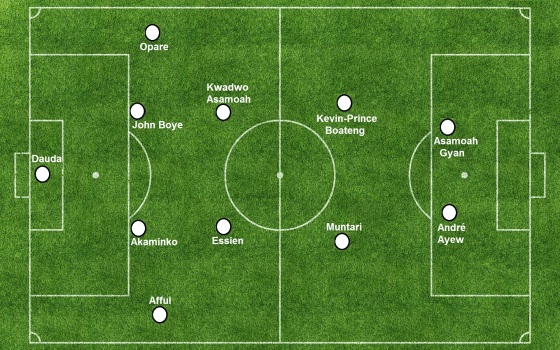 Opare
Kwadwo
Asamoah
John Boye
Kevin-Prince
Boateng
Asamoah
Gyan
Dauda
Akaminko
Essien
Muntari
André
Ayew
Afful